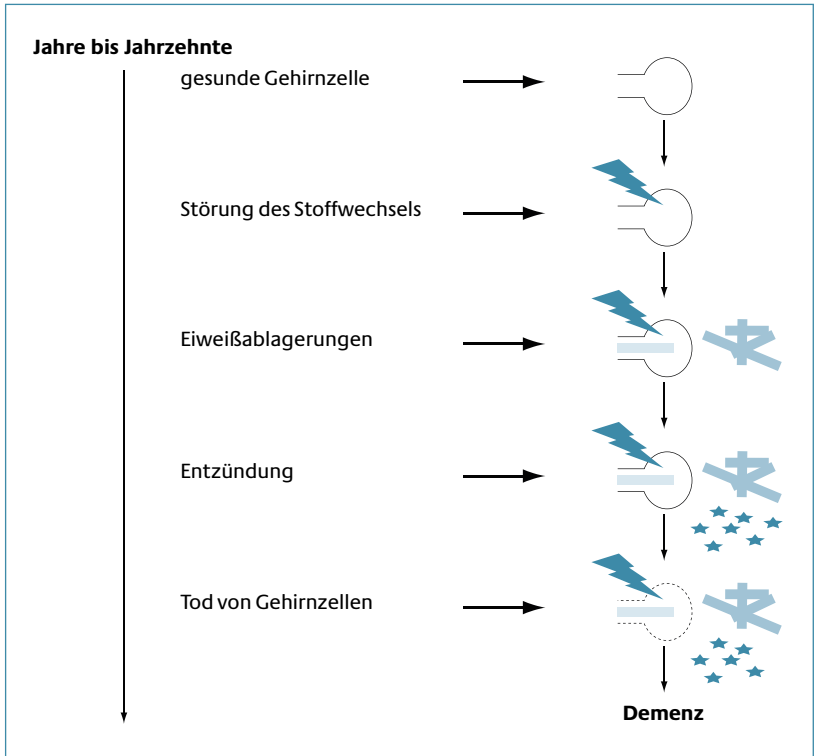 Jahre bis Jahrzehnte
gesunde Gehirnzelle
Störung des Stoffwechsels
Eiweißablagerungen
Entzündung
Tod von Gehirnzellen
Demenz